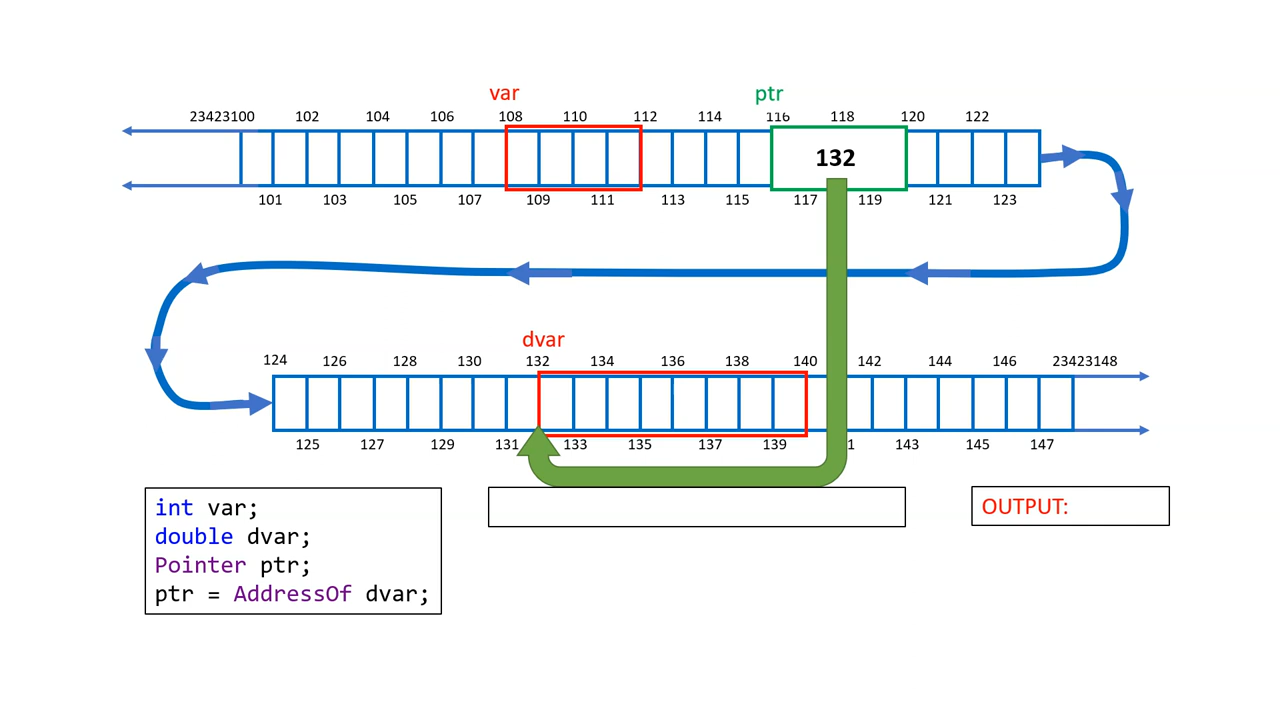 var
ptr
23423100 102 104 106 108 110 112 114 116 118 120 122
132
101 103 105 107 109 111 113 115 117 119 121 123
dvar
124 126 128 130 132 134 136 138 140 142 144 146 23423148
125 127 129 131 133 135 137 139 1 143 145 147
int var;
double dvar;
Pointer ptr;
ptr = AddressOf dvar;
OUTPUT: